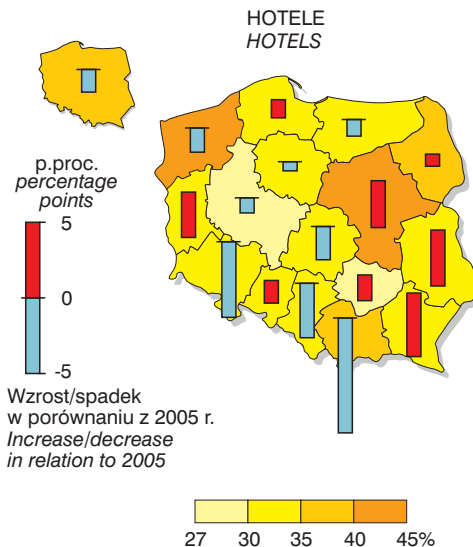 HOTELE
HOTELS
p.proc.
percentage
points
5
0
-5
Wzrost/spadek
w porównaniu z 2005 r.
Increase/decrease
in relation to 2005
27 30 35 40 45%